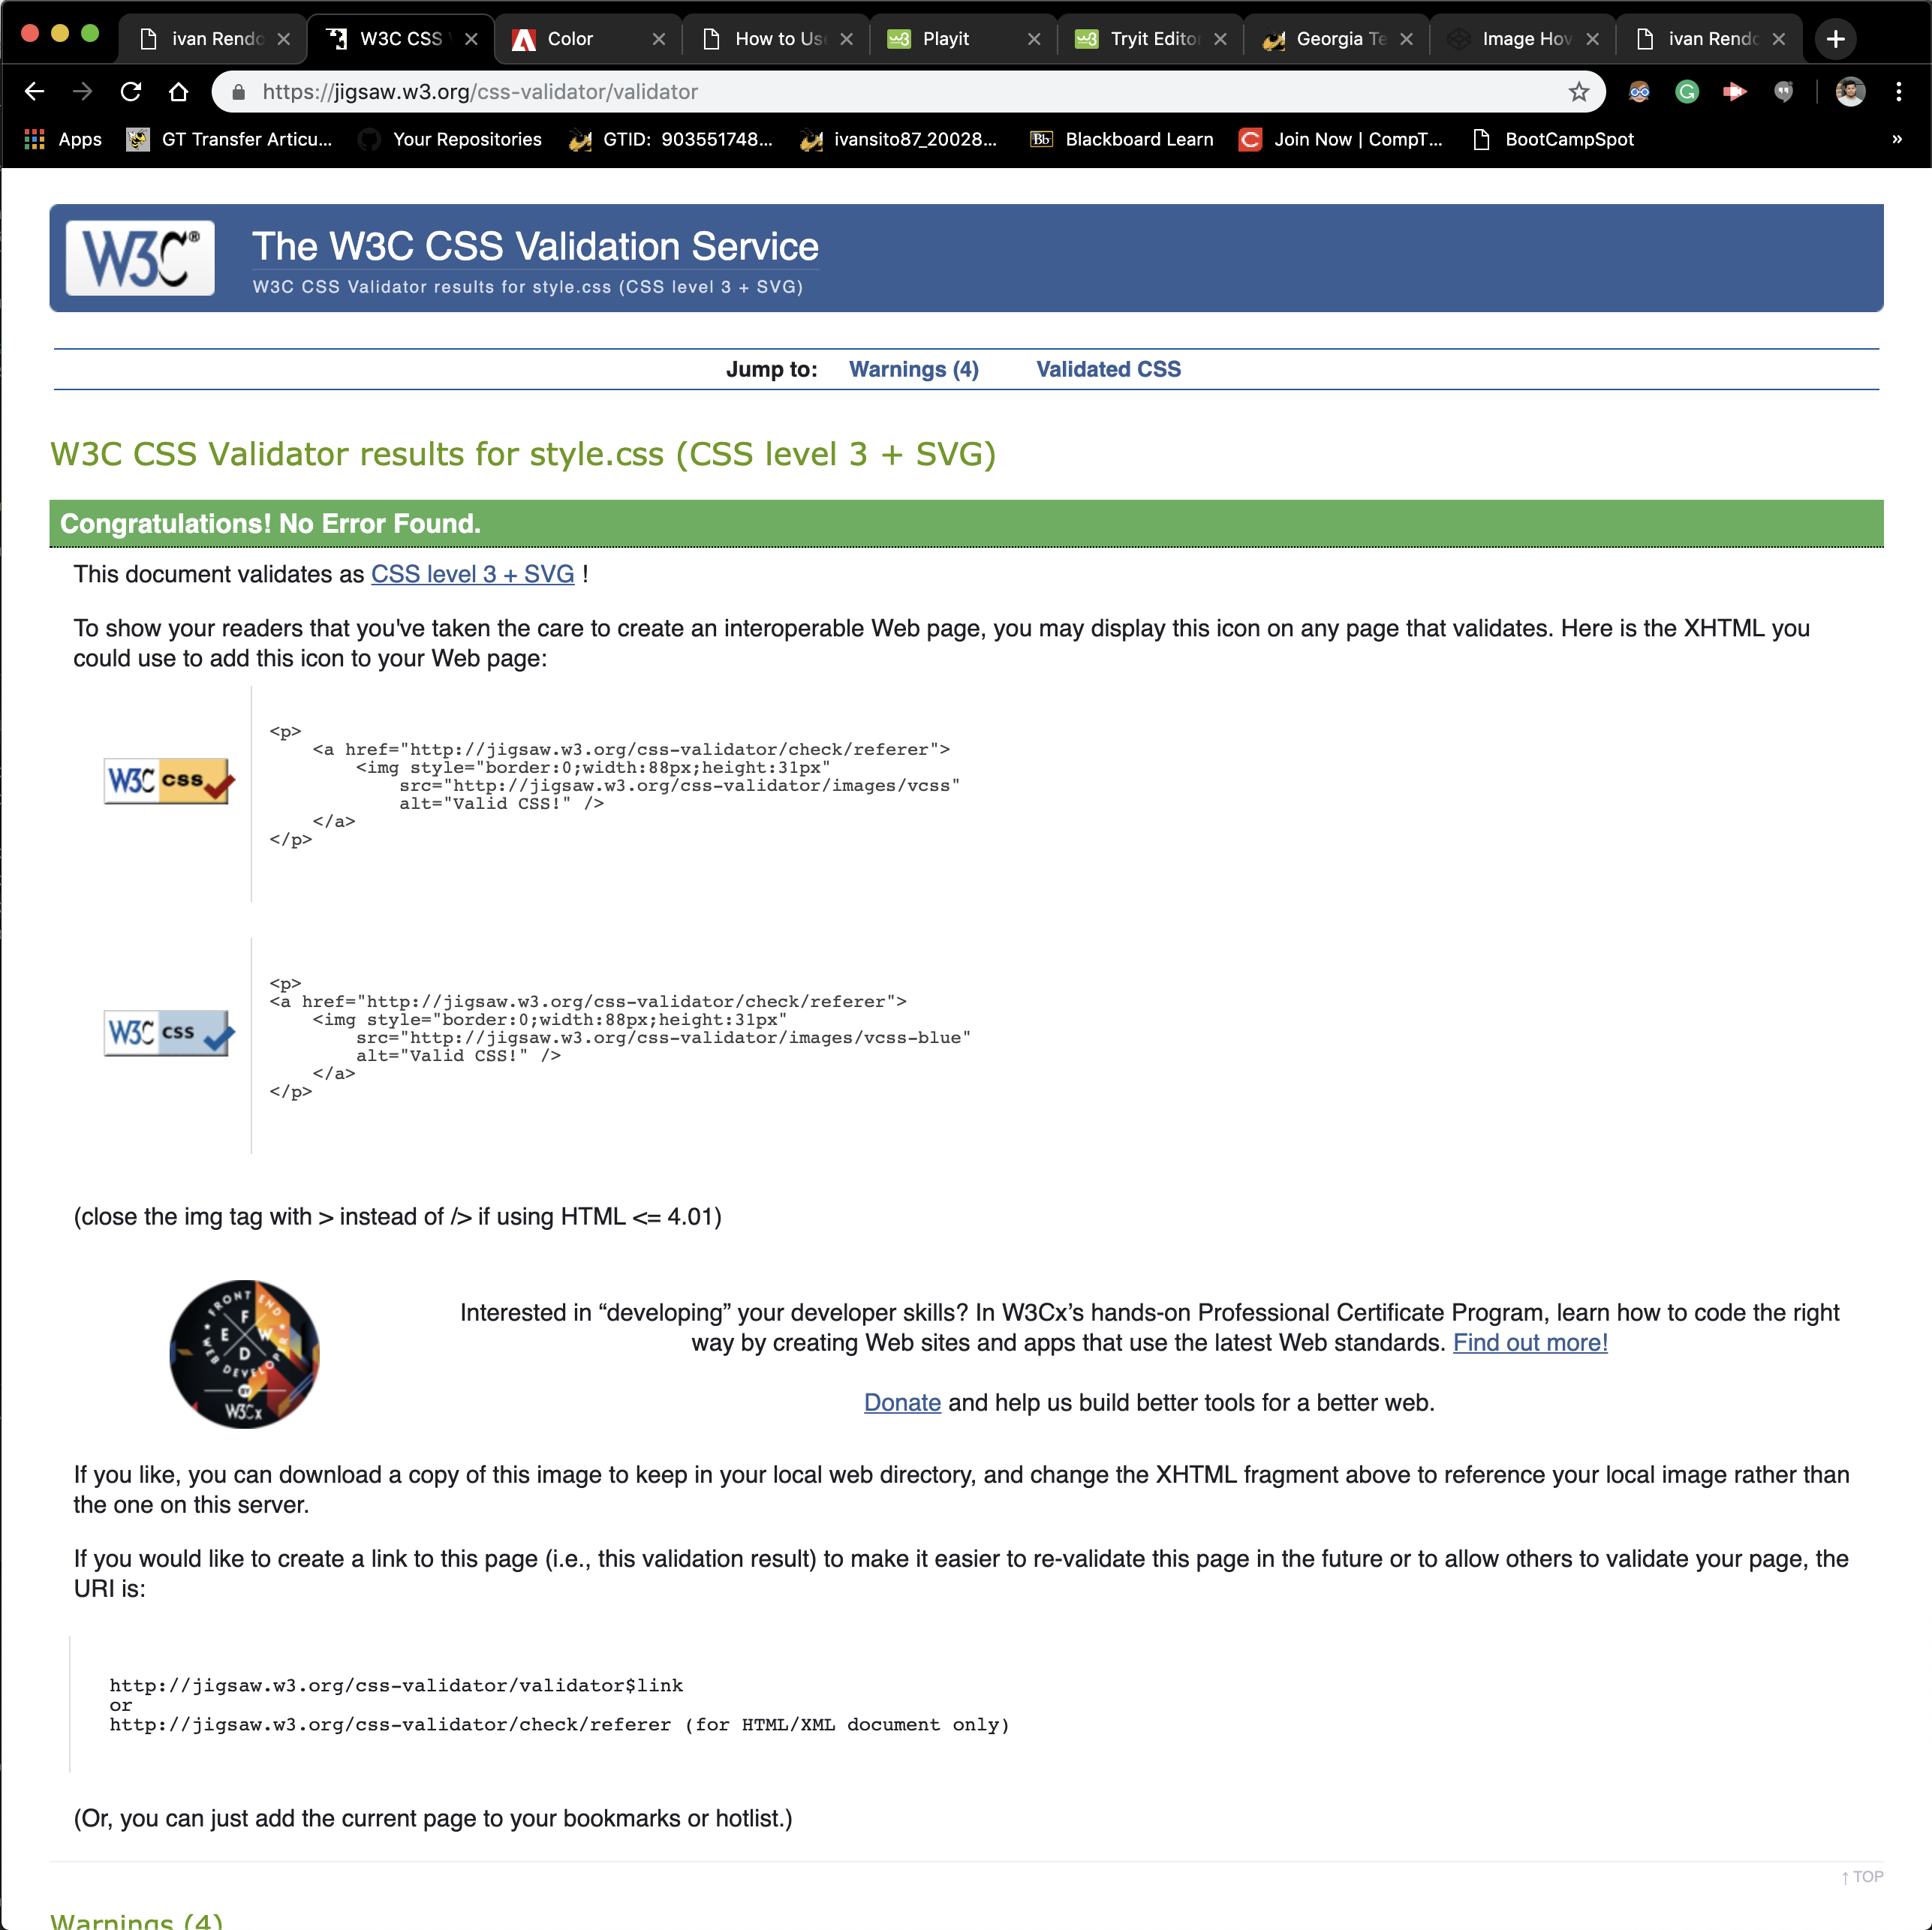 ivan Rendo
W3C CSS
Color
How to Us
Playit
Tryit Editor
Georgia Te
Image Hov
ivan Rendo
https://jigsaw.w3.org/css-validator/validator
Apps
GT Transfer Articu...
Your Repositories
GTID: 903551748...
ivansito87_20028...
Bb
Blackboard Learn
Join Now | CompT...
BootCampSpot
»
W3C®
The W3C CSS Validation Service
W3C CSS Validator results for style.css (CSS level 3 + SVG)
Jump to: Warnings (4) Validated CSS
W3C CSS Validator results for style.css (CSS level 3 + SVG)
Congratulations! No Error Found.
This document validates as CSS level 3 + SVG !
To show your readers that you've taken the care to create an interoperable Web page, you may display this icon on any page that validates. Here is the XHTML you
could use to add this icon to your Web page:
W3C css
<p>
<a href="http://jigsaw.w3.org/css-validator/check/referer">
<img style="border:0;width:88px;height:31px"
src="http://jigsaw.w3.org/css-validator/images/vcss"
alt="Valid CSS!" />
</a>
</p>
W3C css
<p>
<a href="http://jigsaw.w3.org/css-validator/check/referer">
<img style="border:0;width:88px;height:31px"
src="http://jigsaw.w3.org/css-validator/images/vcss-blue"
alt="Valid CSS!" />
</a>
</p>
(close the img tag with > instead of /> if using HTML <= 4.01)
FRONT END
F
E W
D
WEB DEVELOPER
BY
W3Cx
Interested in “developing” your developer skills? In W3Cx’s hands-on Professional Certificate Program, learn how to code the right
way by creating Web sites and apps that use the latest Web standards. Find out more!
Donate and help us build better tools for a better web.
If you like, you can download a copy of this image to keep in your local web directory, and change the XHTML fragment above to reference your local image rather than
the one on this server.
If you would like to create a link to this page (i.e., this validation result) to make it easier to re-validate this page in the future or to allow others to validate your page, the
URI is:
http://jigsaw.w3.org/css-validator/validator$link
or
http://jigsaw.w3.org/css-validator/check/referer (for HTML/XML document only)
(Or, you can just add the current page to your bookmarks or hotlist.)
↑ TOP
Warnings (4)